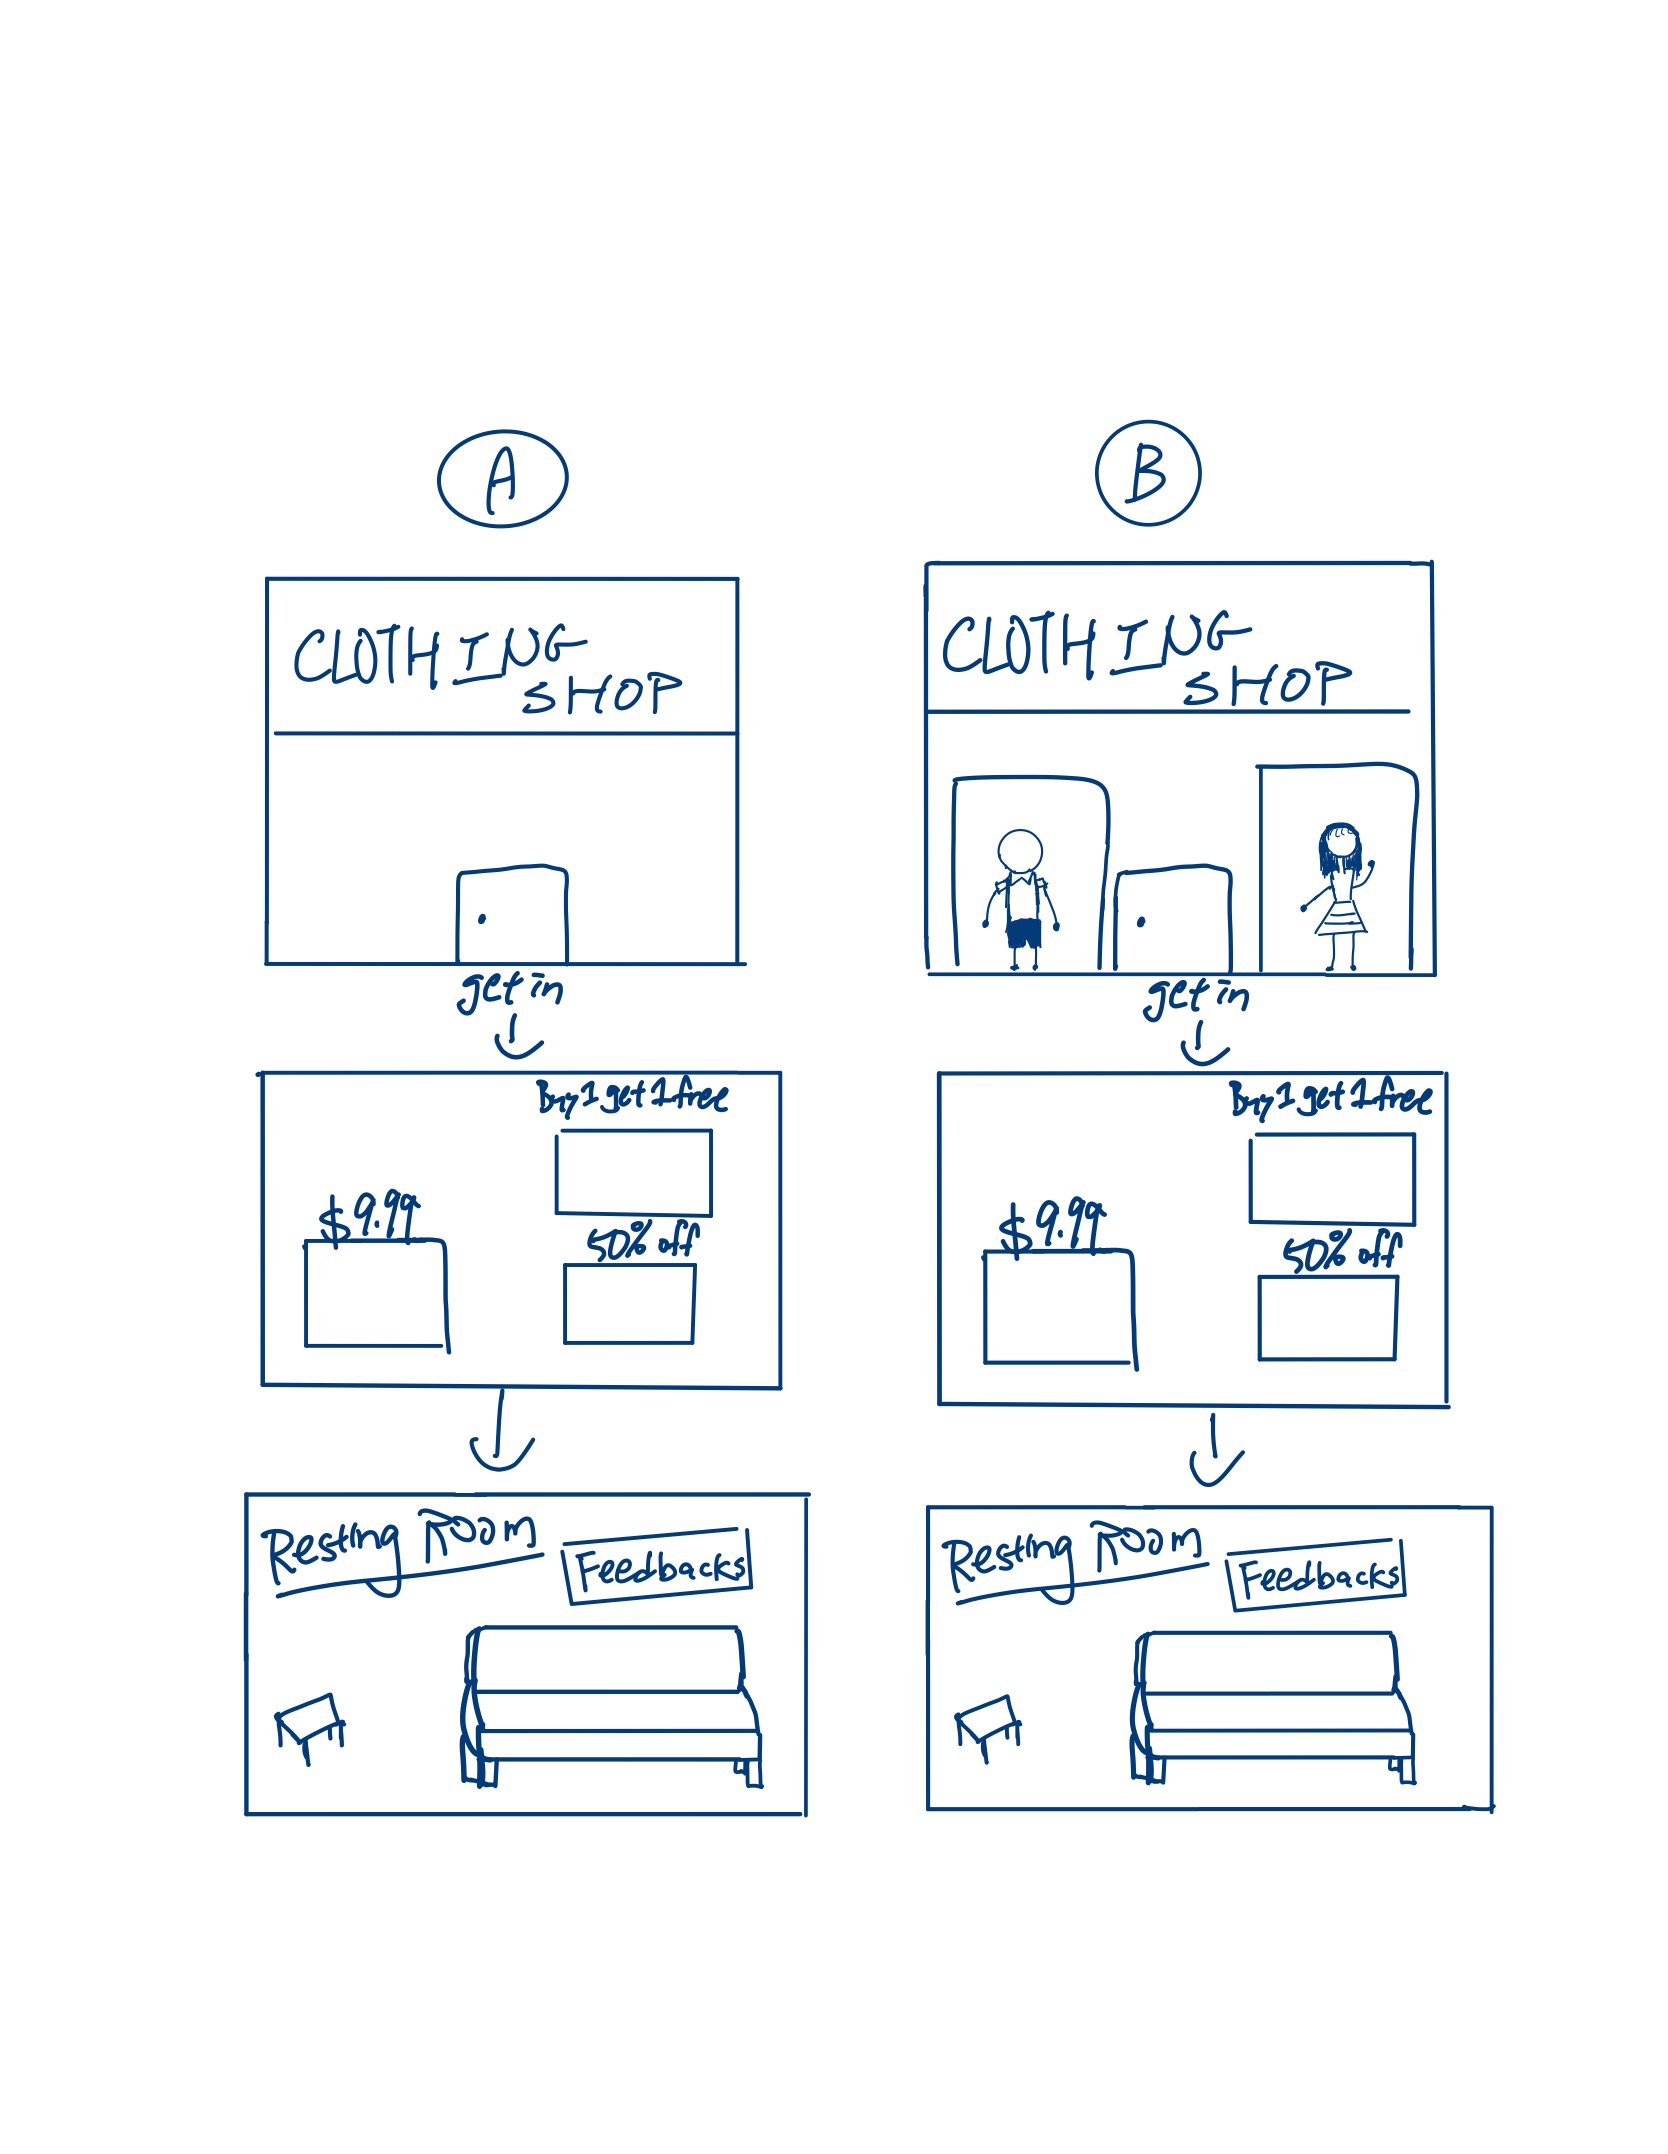 A
CLOTHING
SHOP
get in
Buy 1 get 1 free
$9.99
50% off
Resting Room
Feedbacks
B
CLOTHING
SHOP
get in
Buy 1 get 1 free
$9.99
50% off
Resting Room
Feedbacks